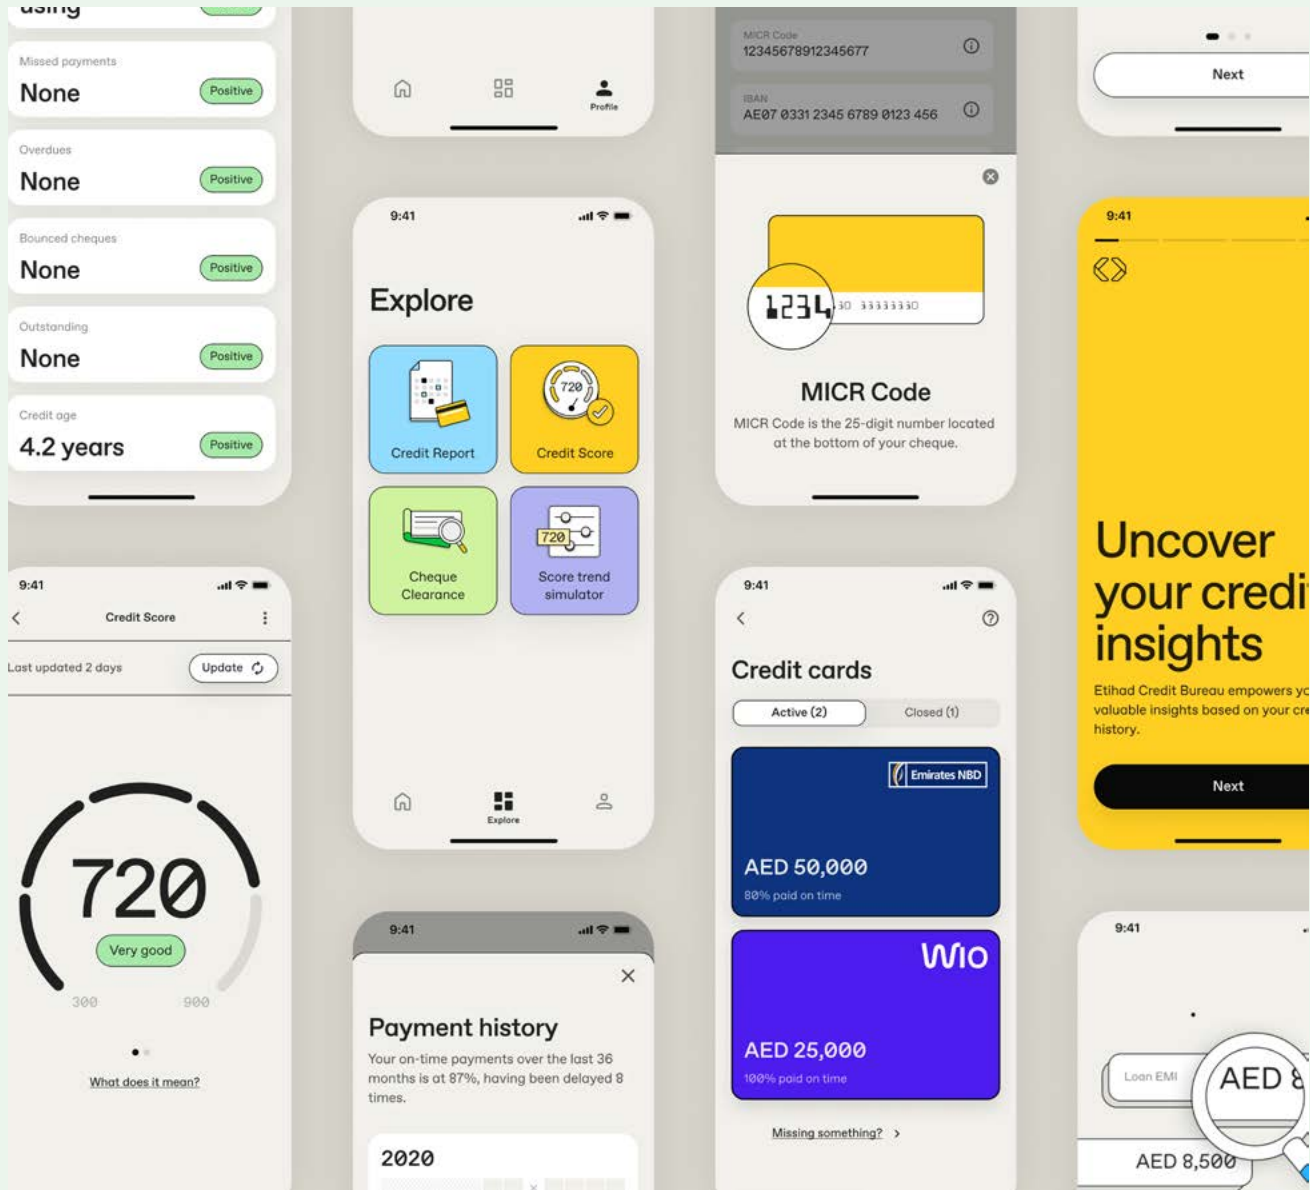 using
Missed payments
None
Positive
Overdues
None
Positive
Bounced cheques
None
Positive
Outstanding
None
Positive
Credit age
4.2 years
Positive
9:41
Credit Score
Last updated 2 days
Update
720
Very good
300
900
What does it mean?
Profile
9:41
Explore
Credit Report
720
Credit Score
Cheque
Clearance
720
Score trend
simulator
Explore
9:41
Payment history
Your on-time payments over the last 36
months is at 87%, having been delayed 8
times.
2020
MICR Code
12345678912345677
IBAN
AE07 0331 2345 6789 0123 456
1234
33333330
MICR Code
MICR Code is the 25-digit number located
at the bottom of your cheque.
9:41
Credit cards
Active (2)
Closed (1)
Emirates NBD
AED 50,000
80% paid on time
WIO
AED 25,000
100% paid on time
Missing something?
Next
9:41
Uncover
your credi
insights
Etihad Credit Bureau empowers yo
valuable insights based on your cre
history.
Next
9:41
Loan EMI
AED 8
AED 8,500